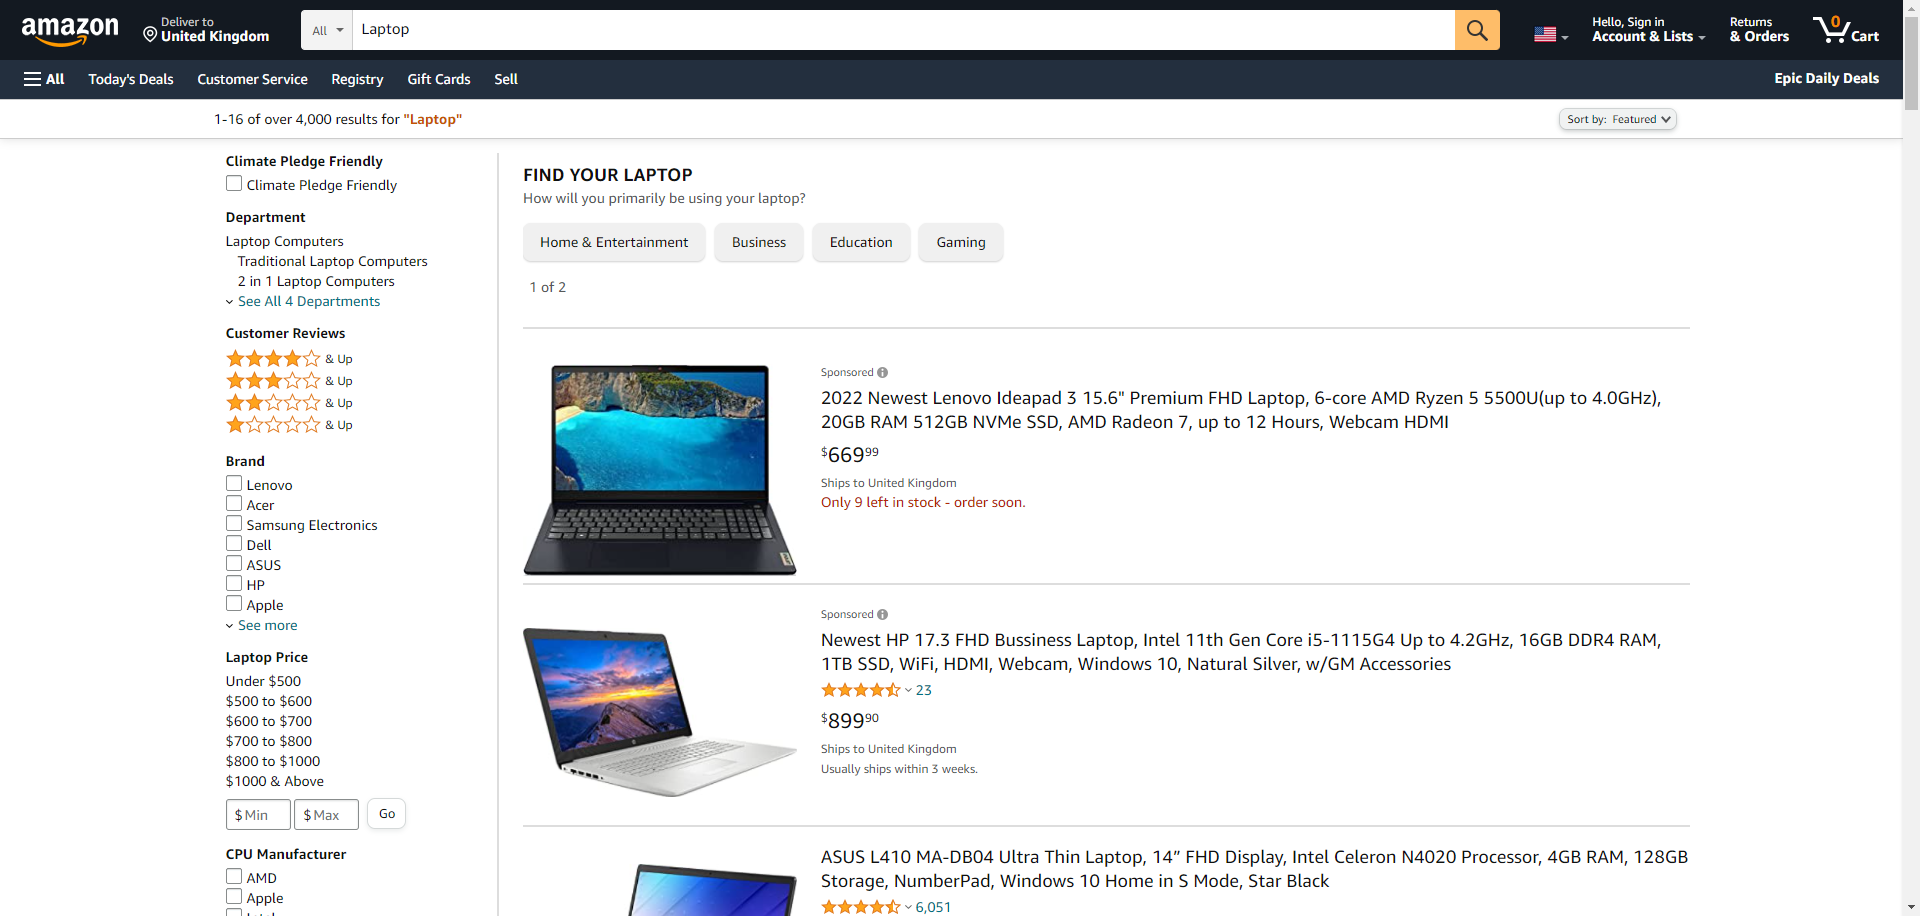 amazon
Deliver to
United Kingdom
All
Laptop
Hello, Sign in
Account & Lists
Returns
& Orders
0
Cart
All
Today's Deals
Customer Service
Registry
Gift Cards
Sell
Epic Daily Deals
1-16 of over 4,000 results for "Laptop"
Sort by: Featured
Climate Pledge Friendly
Climate Pledge Friendly
Department
Laptop Computers
Traditional Laptop Computers
2 in 1 Laptop Computers
See All 4 Departments
Customer Reviews
& Up
& Up
& Up
& Up
Brand
Lenovo
Acer
Samsung Electronics
Dell
ASUS
HP
Apple
See more
Laptop Price
Under $500
$500 to $600
$600 to $700
$700 to $800
$800 to $1000
$1000 & Above
$ Min
$ Max
Go
CPU Manufacturer
AMD
Apple
FIND YOUR LAPTOP
How will you primarily be using your laptop?
Home & Entertainment
Business
Education
Gaming
1 of 2
Sponsored
2022 Newest Lenovo Ideapad 3 15.6" Premium FHD Laptop, 6-core AMD Ryzen 5 5500U(up to 4.0GHz),
20GB RAM 512GB NVMe SSD, AMD Radeon 7, up to 12 Hours, Webcam HDMI
$66999
Ships to United Kingdom
Only 9 left in stock - order soon.
Sponsored
Newest HP 17.3 FHD Bussiness Laptop, Intel 11th Gen Core i5-1115G4 Up to 4.2GHz, 16GB DDR4 RAM,
1TB SSD, WiFi, HDMI, Webcam, Windows 10, Natural Silver, w/GM Accessories
23
$89990
Ships to United Kingdom
Usually ships within 3 weeks.
ASUS L410 MA-DB04 Ultra Thin Laptop, 14” FHD Display, Intel Celeron N4020 Processor, 4GB RAM, 128GB
Storage, NumberPad, Windows 10 Home in S Mode, Star Black
6,051